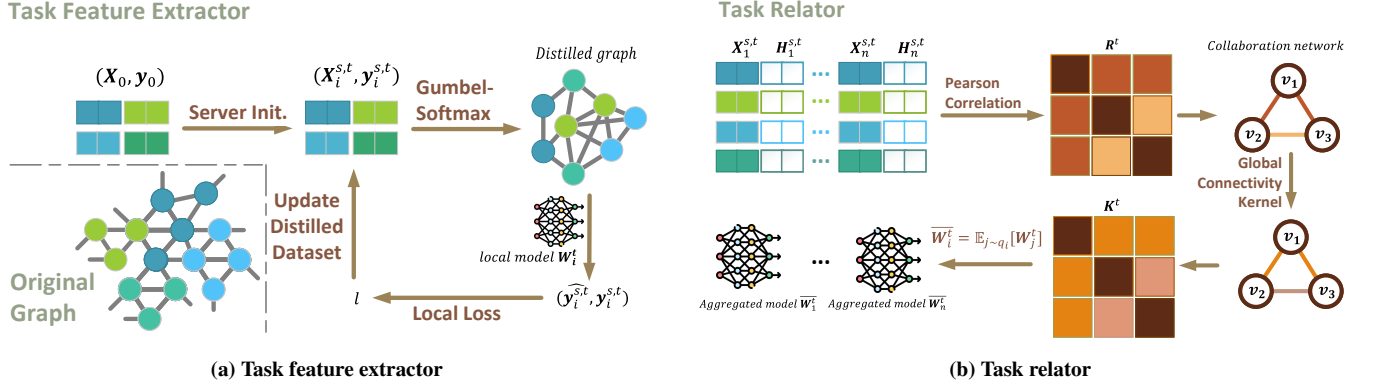 Task Feature Extractor
(X₀, y₀)
Server Init.
(Xᵢˢ,ᵗ, yᵢˢ,ᵗ)
Gumbel-
Softmax
Distilled graph
Update
Distilled
Dataset
Original
Graph
local model Wᵢᵗ
l
Local Loss
(ŷᵢˢ,ᵗ, yᵢˢ,ᵗ)
(a) Task feature extractor
Task Relator
X₁ˢ,ᵗ H₁ˢ,ᵗ Xₙˢ,ᵗ Hₙˢ,ᵗ
...
...
...
...
Pearson
Correlation
Rᵗ
Collaboration network
v₁
v₂ v₃
Global
Connectivity
Kernel
Kᵗ
v₁
v₂ v₃
W̅ᵢᵗ = 𝔼ⱼ~qᵢ[Wⱼᵗ]
...
Aggregated model W̅₁ᵗ Aggregated model W̅ₙᵗ
(b) Task relator